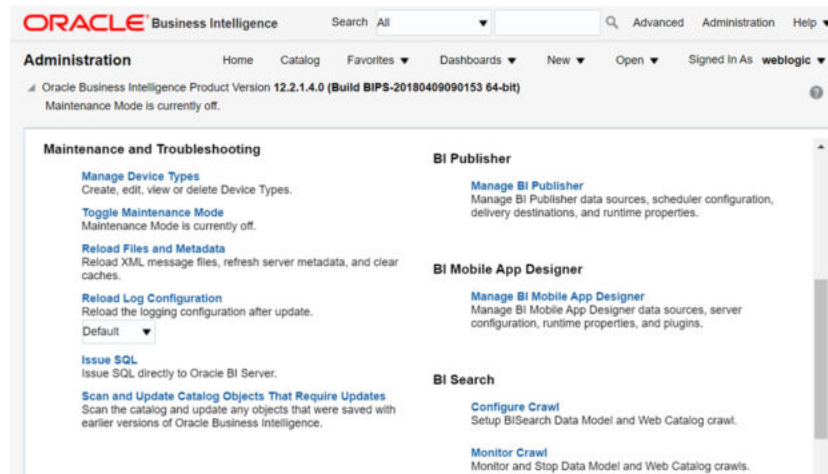 ORACLE Business Intelligence Search All Advanced Administration Help
Administration Home Catalog Favorites Dashboards New Open Signed In As weblogic
Oracle Business Intelligence Product Version 12.2.1.4.0 (Build BIPS-20180409090153 64-bit)
Maintenance Mode is currently off.
Maintenance and Troubleshooting
Manage Device Types
Create, edit, view or delete Device Types.
Toggle Maintenance Mode
Maintenance Mode is currently off.
Reload Files and Metadata
Reload XML message files, refresh server metadata, and clear
caches.
Reload Log Configuration
Reload the logging configuration after update.
Default
Issue SQL
Issue SQL directly to Oracle BI Server.
Scan and Update Catalog Objects That Require Updates
Scan the catalog and update any objects that were saved with
earlier versions of Oracle Business Intelligence.
BI Publisher
Manage BI Publisher
Manage BI Publisher data sources, scheduler configuration,
delivery destinations, and runtime properties.
BI Mobile App Designer
Manage BI Mobile App Designer
Manage BI Mobile App Designer data sources, server
configuration, runtime properties, and plugins.
BI Search
Configure Crawl
Setup BISearch Data Model and Web Catalog crawl.
Monitor Crawl
Monitor and Stop Data Model and Web Catalog crawls.